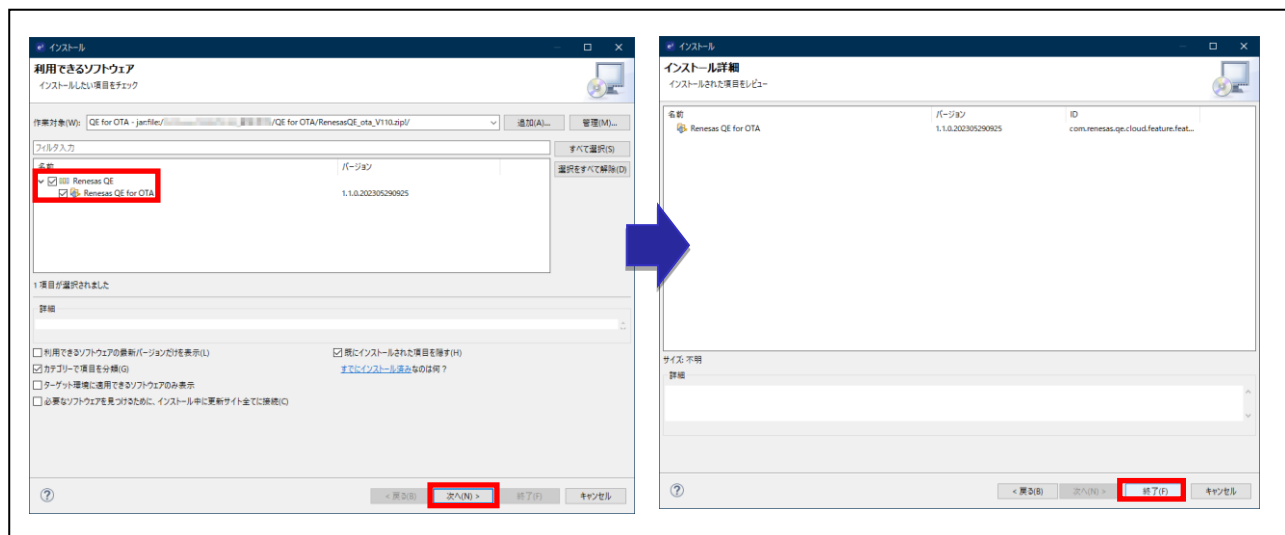 インストール
利用できるソフトウェア
インストールしたい項目をチェック
作業対象(W): QE for OTA - jar:file:/ /QE for OTA/RenesasQE_ota_V110.zip!/ 追加(A)... 管理(M)...
フィルタ入力 すべて選択(S)
名前 バージョン 選択をすべて解除(D)
Renesas QE
Renesas QE for OTA 1.1.0.202305290925
1 項目が選択されました
詳細
利用できるソフトウェアの最新バージョンだけを表示(L) 既にインストールされた項目を隠す(H)
カテゴリーで項目を分類(G) すでにインストール済みなのは何？
ターゲット環境に適用できるソフトウェアのみ表示
必要なソフトウェアを見つけるために、インストール中に更新サイト全てに接続(C)
< 戻る(B) 次へ(N) > 終了(F) キャンセル
インストール
インストール詳細
インストールされた項目をレビュー
名前 バージョン ID
Renesas QE for OTA 1.1.0.202305290925 com.renesas.qe.cloud.feature.feat...
サイズ: 不明
詳細
< 戻る(B) 次へ(N) > 終了(F) キャンセル